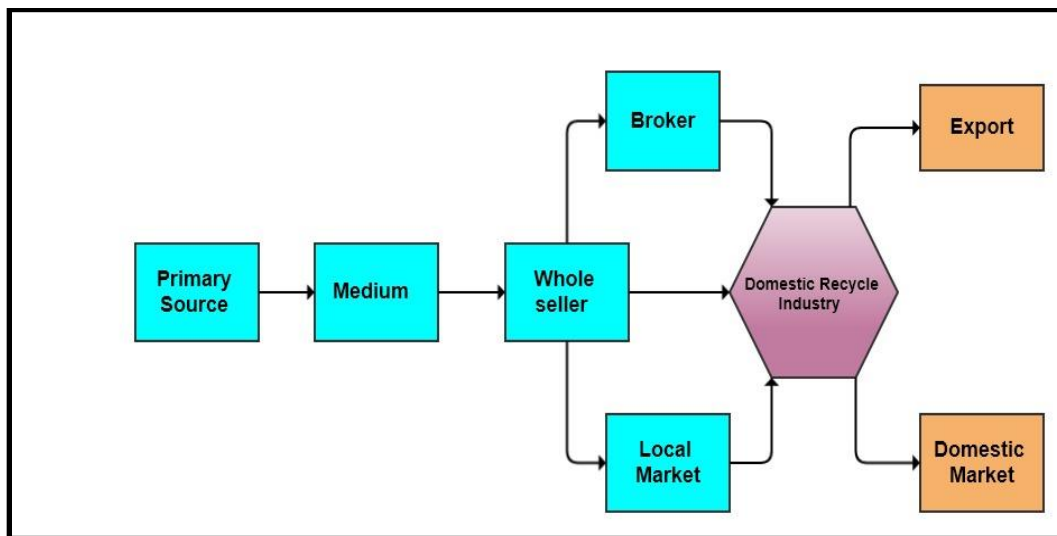 Primary
Source
Medium
Whole
seller
Broker
Local
Market
Domestic Recycle
Industry
Export
Domestic
Market